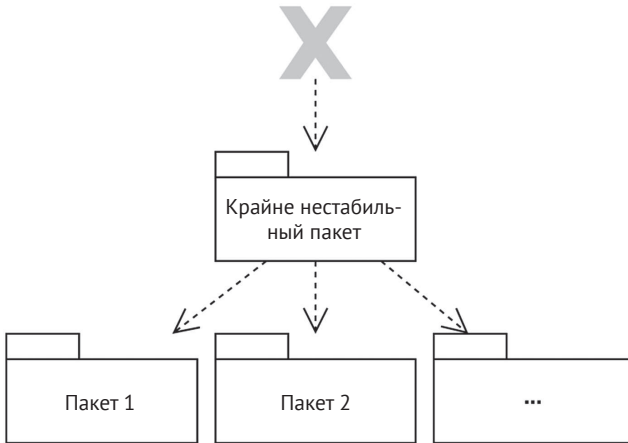 X
Крайне нестабиль-
ный пакет
Пакет 1
Пакет 2
...